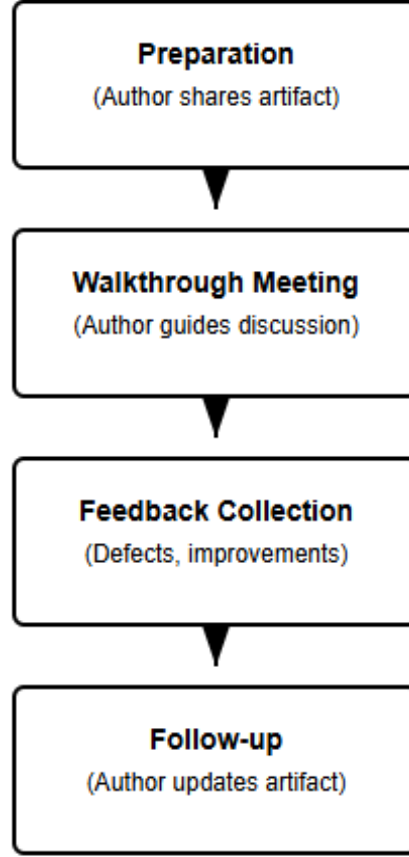 Preparation
(Author shares artifact)
Walkthrough Meeting
(Author guides discussion)
Feedback Collection
(Defects, improvements)
Follow-up
(Author updates artifact)